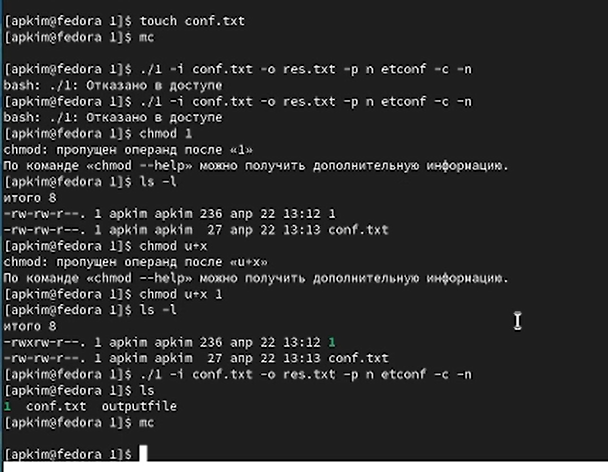 [apkim@fedora 1]$ touch conf.txt
[apkim@fedora 1]$ mc
[apkim@fedora 1]$ ./1 -i conf.txt -o res.txt -p n etconf -c -n
bash: ./1: Отказано в доступе
[apkim@fedora 1]$ ./1 -i conf.txt -o res.txt -p n etconf -c -n
bash: ./1: Отказано в доступе
[apkim@fedora 1]$ chmod 1
chmod: пропущен операнд после «1»
По команде «chmod --help» можно получить дополнительную информацию.
[apkim@fedora 1]$ ls -l
итого 8
-rw-rw-r--. 1 apkim apkim 236 апр 22 13:12 1
-rw-rw-r--. 1 apkim apkim  27 апр 22 13:13 conf.txt
[apkim@fedora 1]$ chmod u+x
chmod: пропущен операнд после «u+x»
По команде «chmod --help» можно получить дополнительную информацию.
[apkim@fedora 1]$ chmod u+x 1
[apkim@fedora 1]$ ls -l
итого 8
-rwxrw-r--. 1 apkim apkim 236 апр 22 13:12 1
-rw-rw-r--. 1 apkim apkim  27 апр 22 13:13 conf.txt
[apkim@fedora 1]$ ./1 -i conf.txt -o res.txt -p n etconf -c -n
[apkim@fedora 1]$ ls
1  conf.txt  outputfile
[apkim@fedora 1]$ mc
[apkim@fedora 1]$